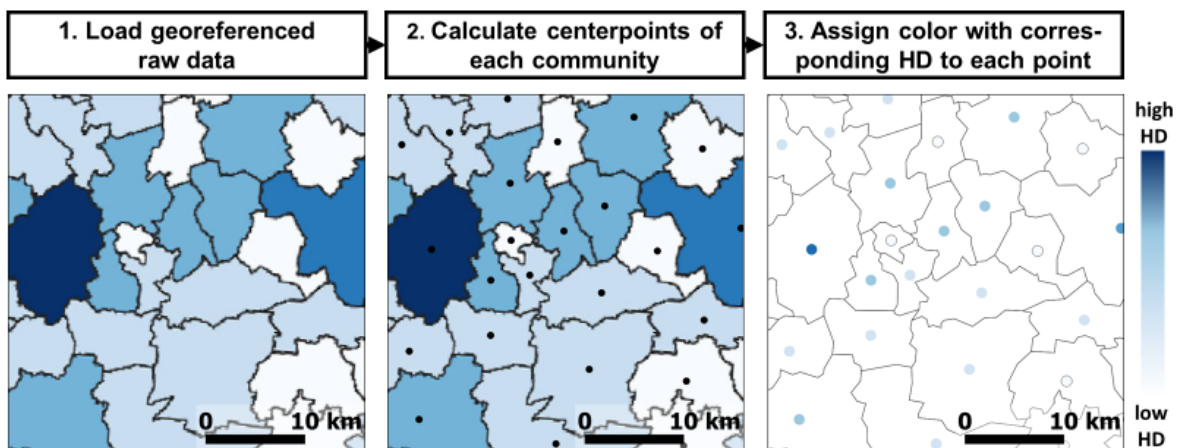 1. Load georeferenced
raw data
2. Calculate centerpoints of
each community
3. Assign color with corres-
ponding HD to each point
high
HD
0 10 km
0 10 km
0 10 km
low
HD